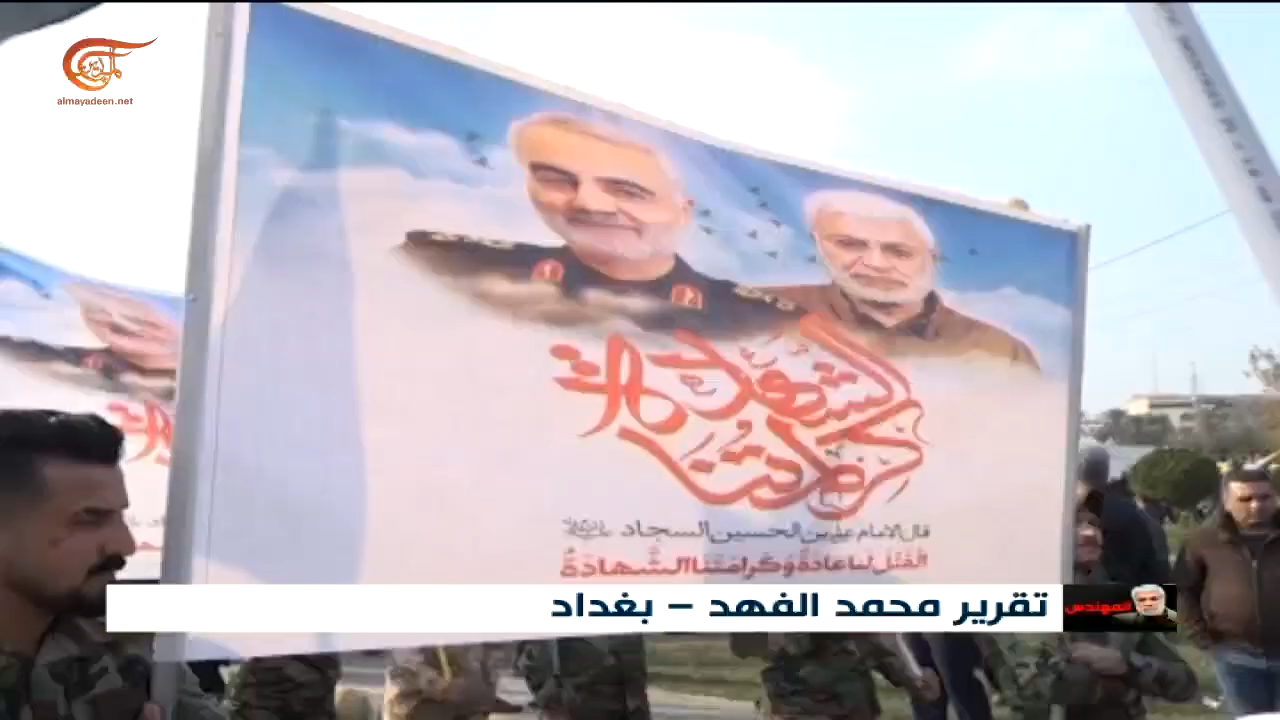 الميادين
almayadeen.net
كرامتنا
الشهادة
قال الامام علي بن الحسين السجاد
القتل لنا عادة وكرامتنا الشهادة
المهندس
تقرير محمد الفهد – بغداد